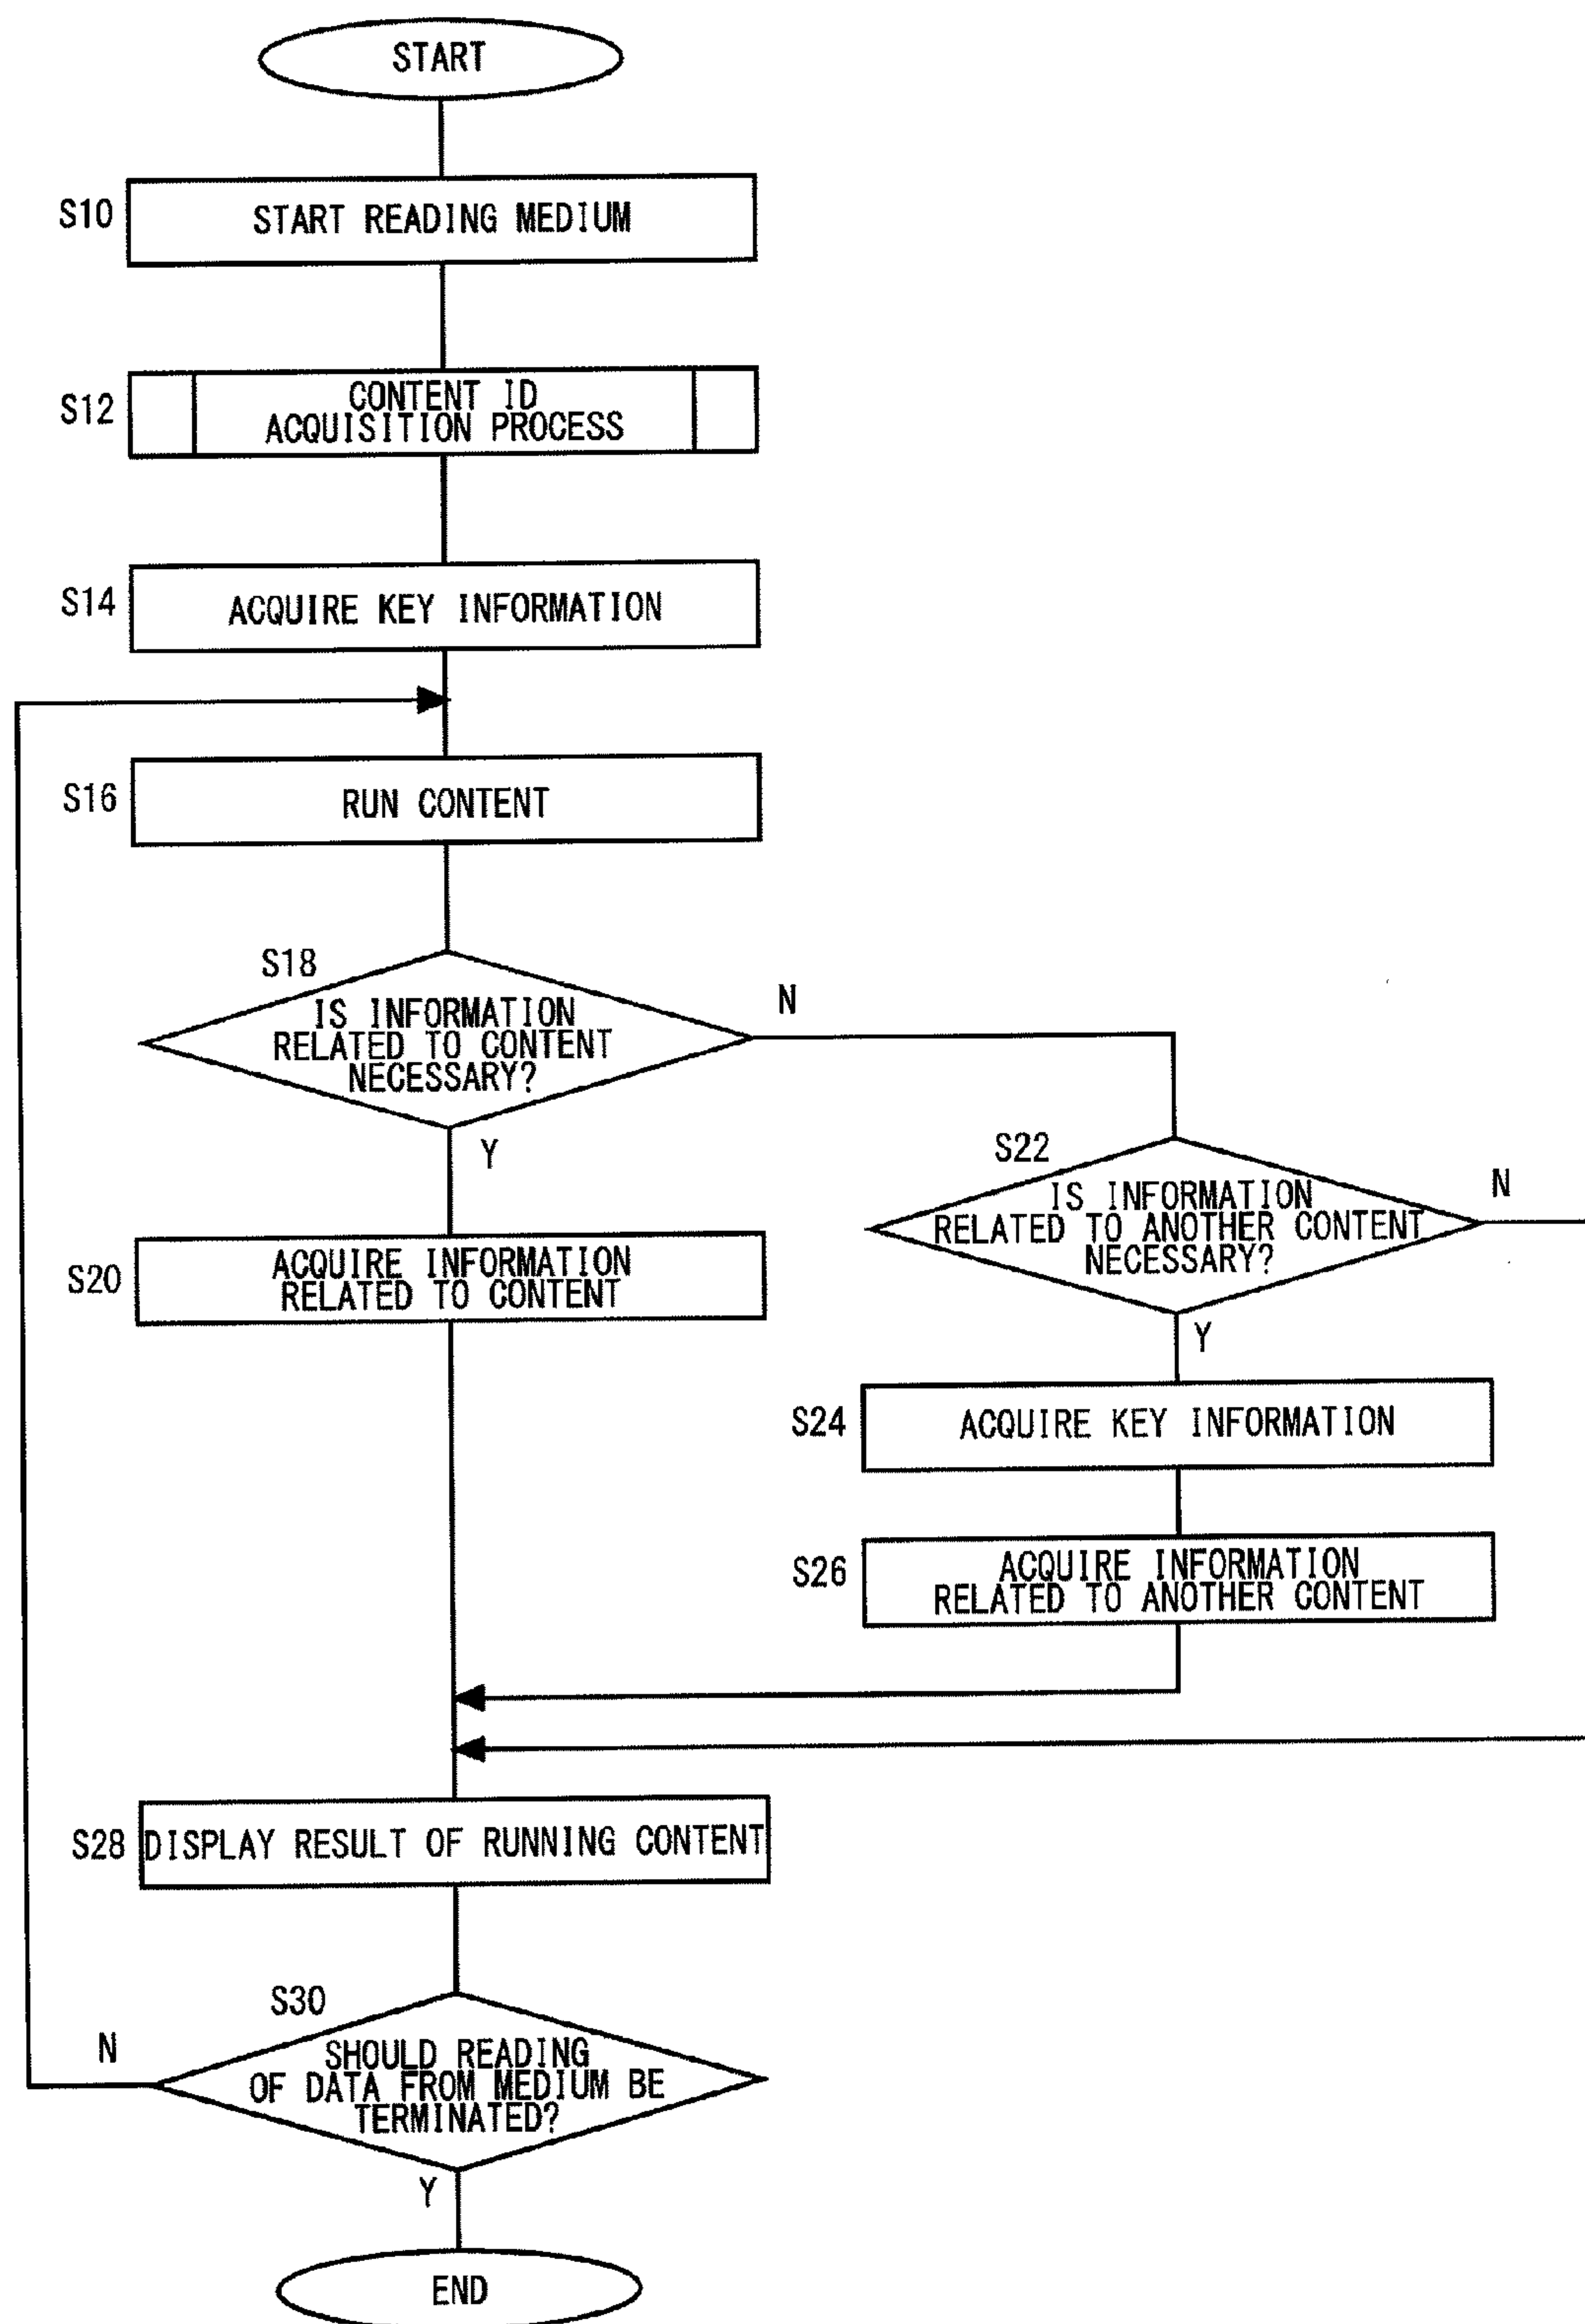 START
S10
START READING MEDIUM
S12
CONTENT ID
ACQUISITION PROCESS
S14
ACQUIRE KEY INFORMATION
S16
RUN CONTENT
S18
IS INFORMATION
RELATED TO CONTENT
NECESSARY?
N
Y
S20
ACQUIRE INFORMATION
RELATED TO CONTENT
S22
IS INFORMATION
RELATED TO ANOTHER CONTENT
NECESSARY?
N
Y
S24
ACQUIRE KEY INFORMATION
S26
ACQUIRE INFORMATION
RELATED TO ANOTHER CONTENT
S28
DISPLAY RESULT OF RUNNING CONTENT
S30
SHOULD READING
OF DATA FROM MEDIUM BE
TERMINATED?
N
Y
END